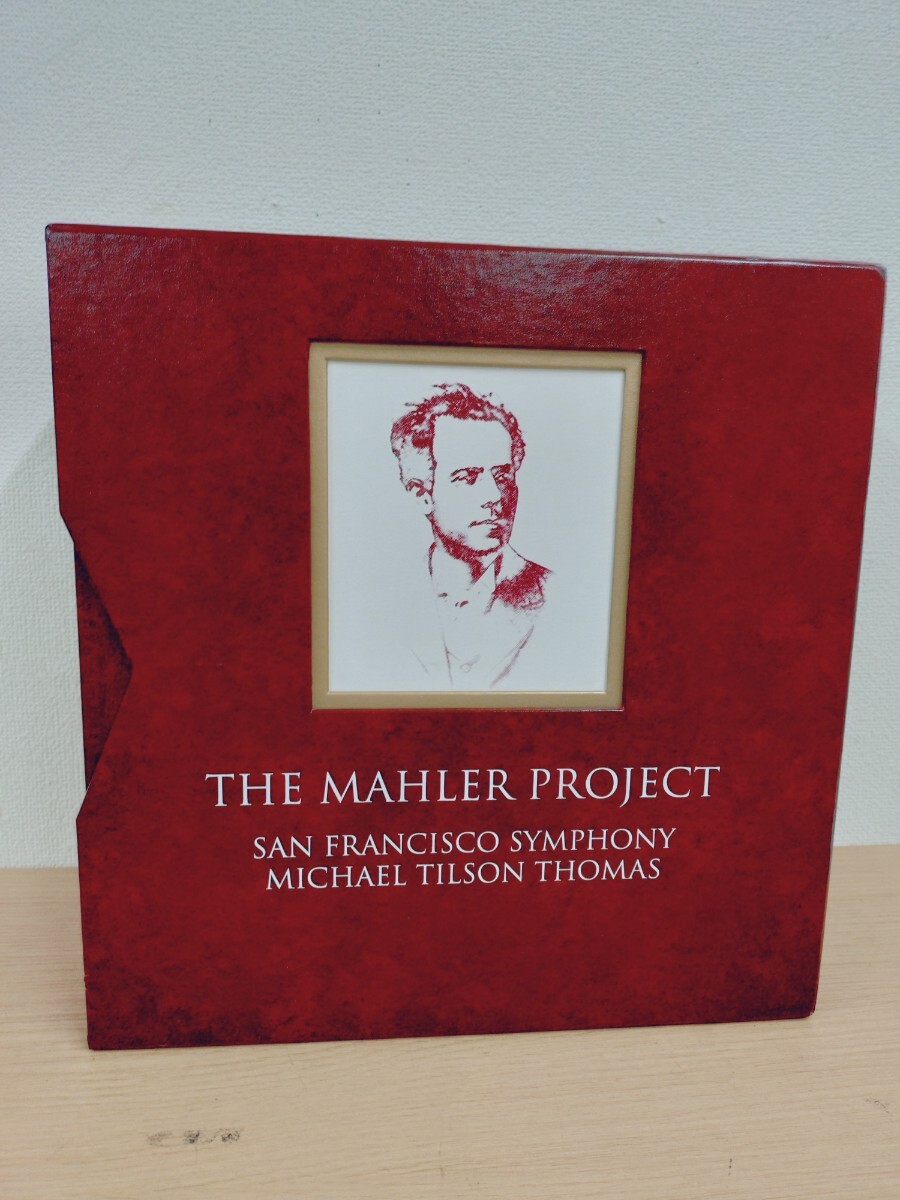 THE MAHLER PROJECT
SAN FRANCISCO SYMPHONY
MICHAEL TILSON THOMAS